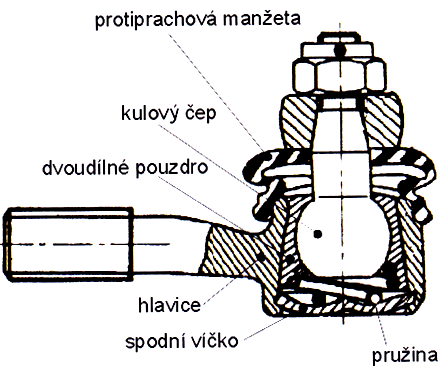 protiprachová manžeta
kulový čep
dvoudílné pouzdro
hlavice
spodní víčko
pružina